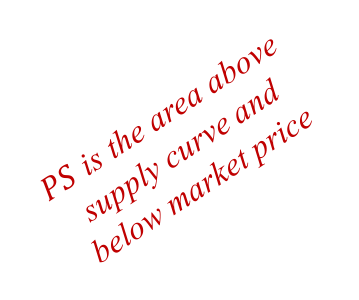 PS is the area above
supply curve and
below market price